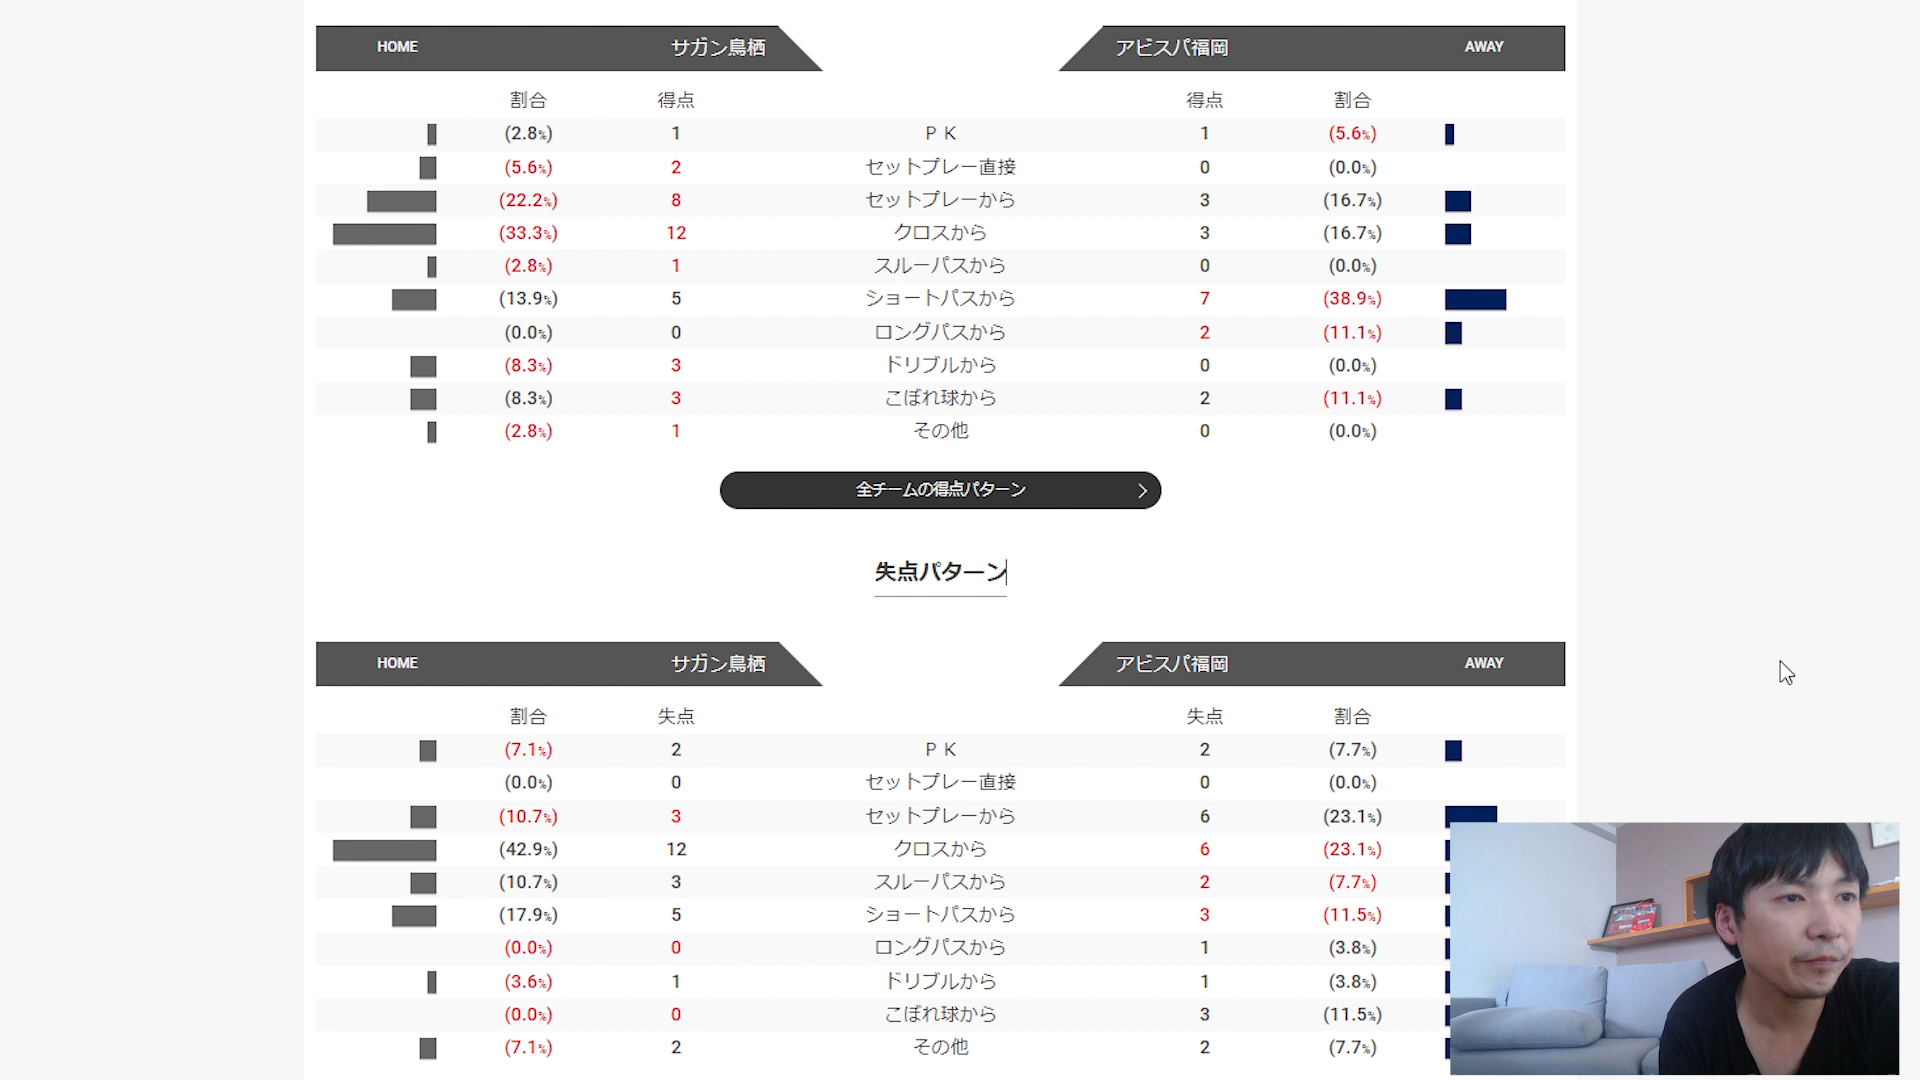 HOME サガン鳥栖 アビスパ福岡 AWAY
割合 得点 得点 割合
(2.8%) 1 PK 1 (5.6%)
(5.6%) 2 セットプレー直接 0 (0.0%)
(22.2%) 8 セットプレーから 3 (16.7%)
(33.3%) 12 クロスから 3 (16.7%)
(2.8%) 1 スルーパスから 0 (0.0%)
(13.9%) 5 ショートパスから 7 (38.9%)
(0.0%) 0 ロングパスから 2 (11.1%)
(8.3%) 3 ドリブルから 0 (0.0%)
(8.3%) 3 こぼれ球から 2 (11.1%)
(2.8%) 1 その他 0 (0.0%)
全チームの得点パターン
失点パターン
HOME サガン鳥栖 アビスパ福岡 AWAY
割合 失点 失点 割合
(7.1%) 2 PK 2 (7.7%)
(0.0%) 0 セットプレー直接 0 (0.0%)
(10.7%) 3 セットプレーから 6 (23.1%)
(42.9%) 12 クロスから 6 (23.1%)
(10.7%) 3 スルーパスから 2 (7.7%)
(17.9%) 5 ショートパスから 3 (11.5%)
(0.0%) 0 ロングパスから 1 (3.8%)
(3.6%) 1 ドリブルから 1 (3.8%)
(0.0%) 0 こぼれ球から 3 (11.5%)
(7.1%) 2 その他 2 (7.7%)